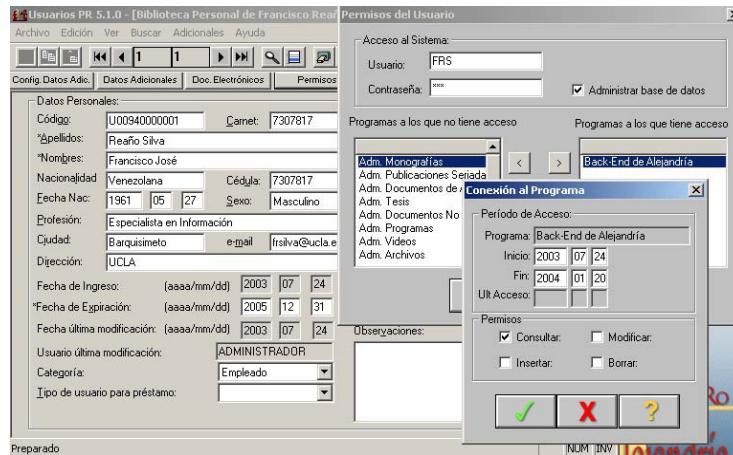 Usuarios PR 5.1.0 - [Biblioteca Personal de Francisco Reañ
Archivo Edición Ver Buscar Adicionales Ayuda
1 1
Config. Datos Adic. Datos Adicionales Doc. Electrónicos Permisos
Datos Personales:
Código: U00940000001 Carnet: 7307817
*Apellidos: Reaño Silva
*Nombres: Francisco José
Nacionalidad Venezolana Cédula: 7307817
Fecha Nac: 1961 05 27 Sexo: Masculino
Profesión: Especialista en Información
Ciudad: Barquisimeto e-mail frsilva@ucla.e
Dirección: UCLA
Fecha de Ingreso: (aaaa/mm/dd) 2003 07 24
*Fecha de Expiración: (aaaa/mm/dd) 2005 12 31
Fecha última modificación: (aaaa/mm/dd) 2003 07 24
Usuario última modificación: ADMINISTRADOR
Categoría: Empleado
Tipo de usuario para préstamo:
Observaciones:
Preparado
NUM INV
Permisos del Usuario
Acceso al Sistema:
Usuario: FRS
Contraseña: ***
Administrar base de datos
Programas a los que no tiene acceso
Programas a los que tiene acceso
Adm. Monografías
Adm. Publicaciones Seriada
Adm. Documentos de
Adm. Tesis
Adm. Documentos No
Adm. Programas
Adm. Videos
Adm. Archivos
< >
Back-End de Alejandría
Conexión al Programa
Período de Acceso:
Programa: Back-End de Alejandría
Inicio: 2003 07 24
Fin: 2004 01 20
Ult Acceso:
Permisos
Consultar: Modificar:
Insertar: Borrar:
?